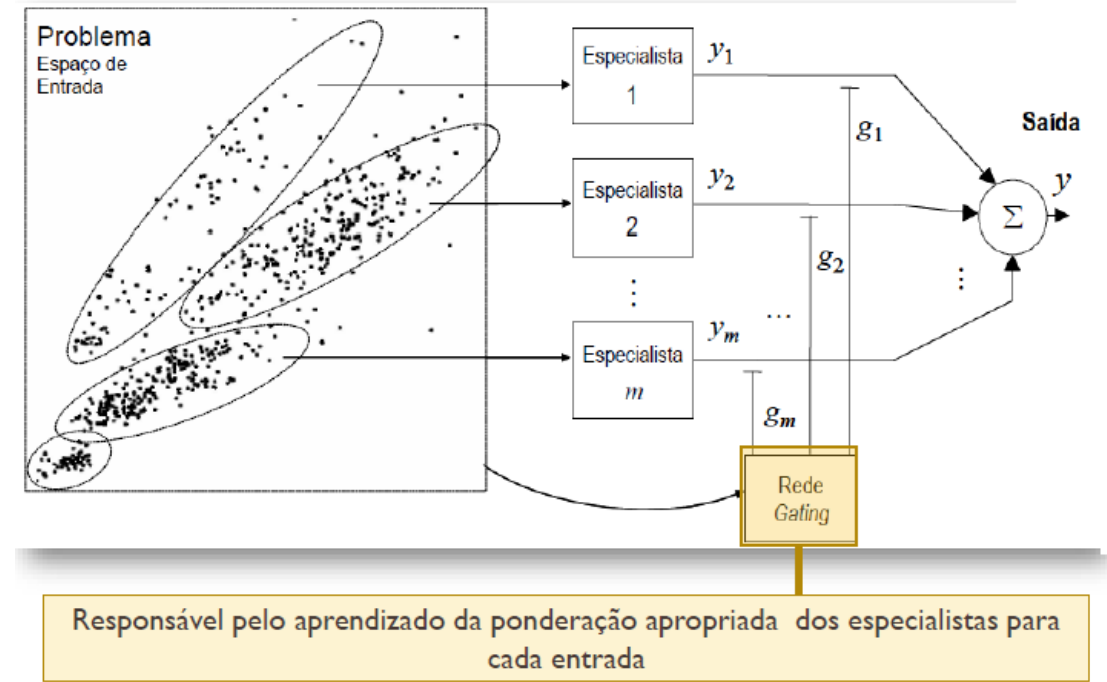 Problema
Espaço de
Entrada
Especialista
1
y1
g1
Saída
Especialista
2
y2
g2
Σ
y
⋮
⋮
Especialista
m
ym
...
gm
Rede
Gating
Responsável pelo aprendizado da ponderação apropriada dos especialistas para
cada entrada